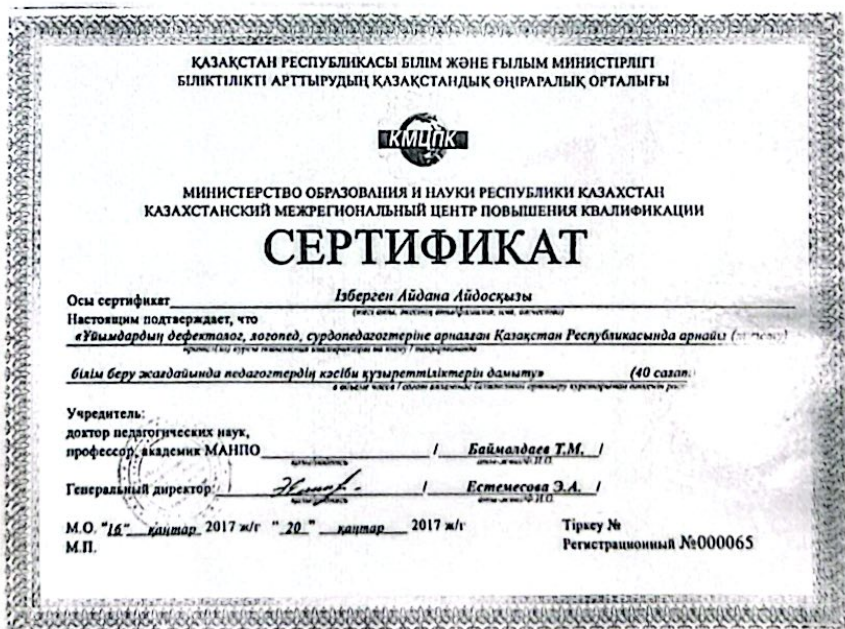 ҚАЗАҚСТАН РЕСПУБЛИКАСЫ БІЛІМ ЖӘНЕ ҒЫЛЫМ МИНИСТІРЛІГІ
БІЛІКТІЛІКТІ АРТТЫРУДЫҢ ҚАЗАҚСТАНДЫҚ ӨҢІРАРАЛЫҚ ОРТАЛЫҒЫ
КМЦПК
МИНИСТЕРСТВО ОБРАЗОВАНИЯ И НАУКИ РЕСПУБЛИКИ КАЗАХСТАН
КАЗАХСТАНСКИЙ МЕЖРЕГИОНАЛЬНЫЙ ЦЕНТР ПОВЫШЕНИЯ КВАЛИФИКАЦИИ
СЕРТИФИКАТ
Осы сертификат Ізберген Айдана Айдосқызы
Настоящим подтверждает, что
«Ұйымдардың дефектолог, логопед, сурдопедагогтеріне арналған Қазақстан Республикасында арнайы
білім беру жағдайында педагогтердің кәсіби құзыреттіліктерін дамыту» (40 сағат
Учредитель:
доктор педагогических наук,
профессор, академик МАНПО / Баймолдаев Т.М. /
Генеральный директор: / / Естемесова Э.А. /
М.О. "16" қаңтар 2017 ж/г "20" қаңтар 2017 ж/г Тіркеу №
М.П. Регистрационный №000065